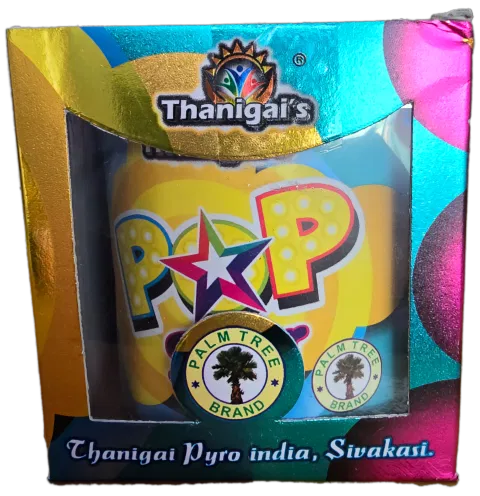 Thanigai's ®
POP
PALM TREE
BRAND
PALM TREE
BRAND
Thanigai Pyro india, Sivakasi.